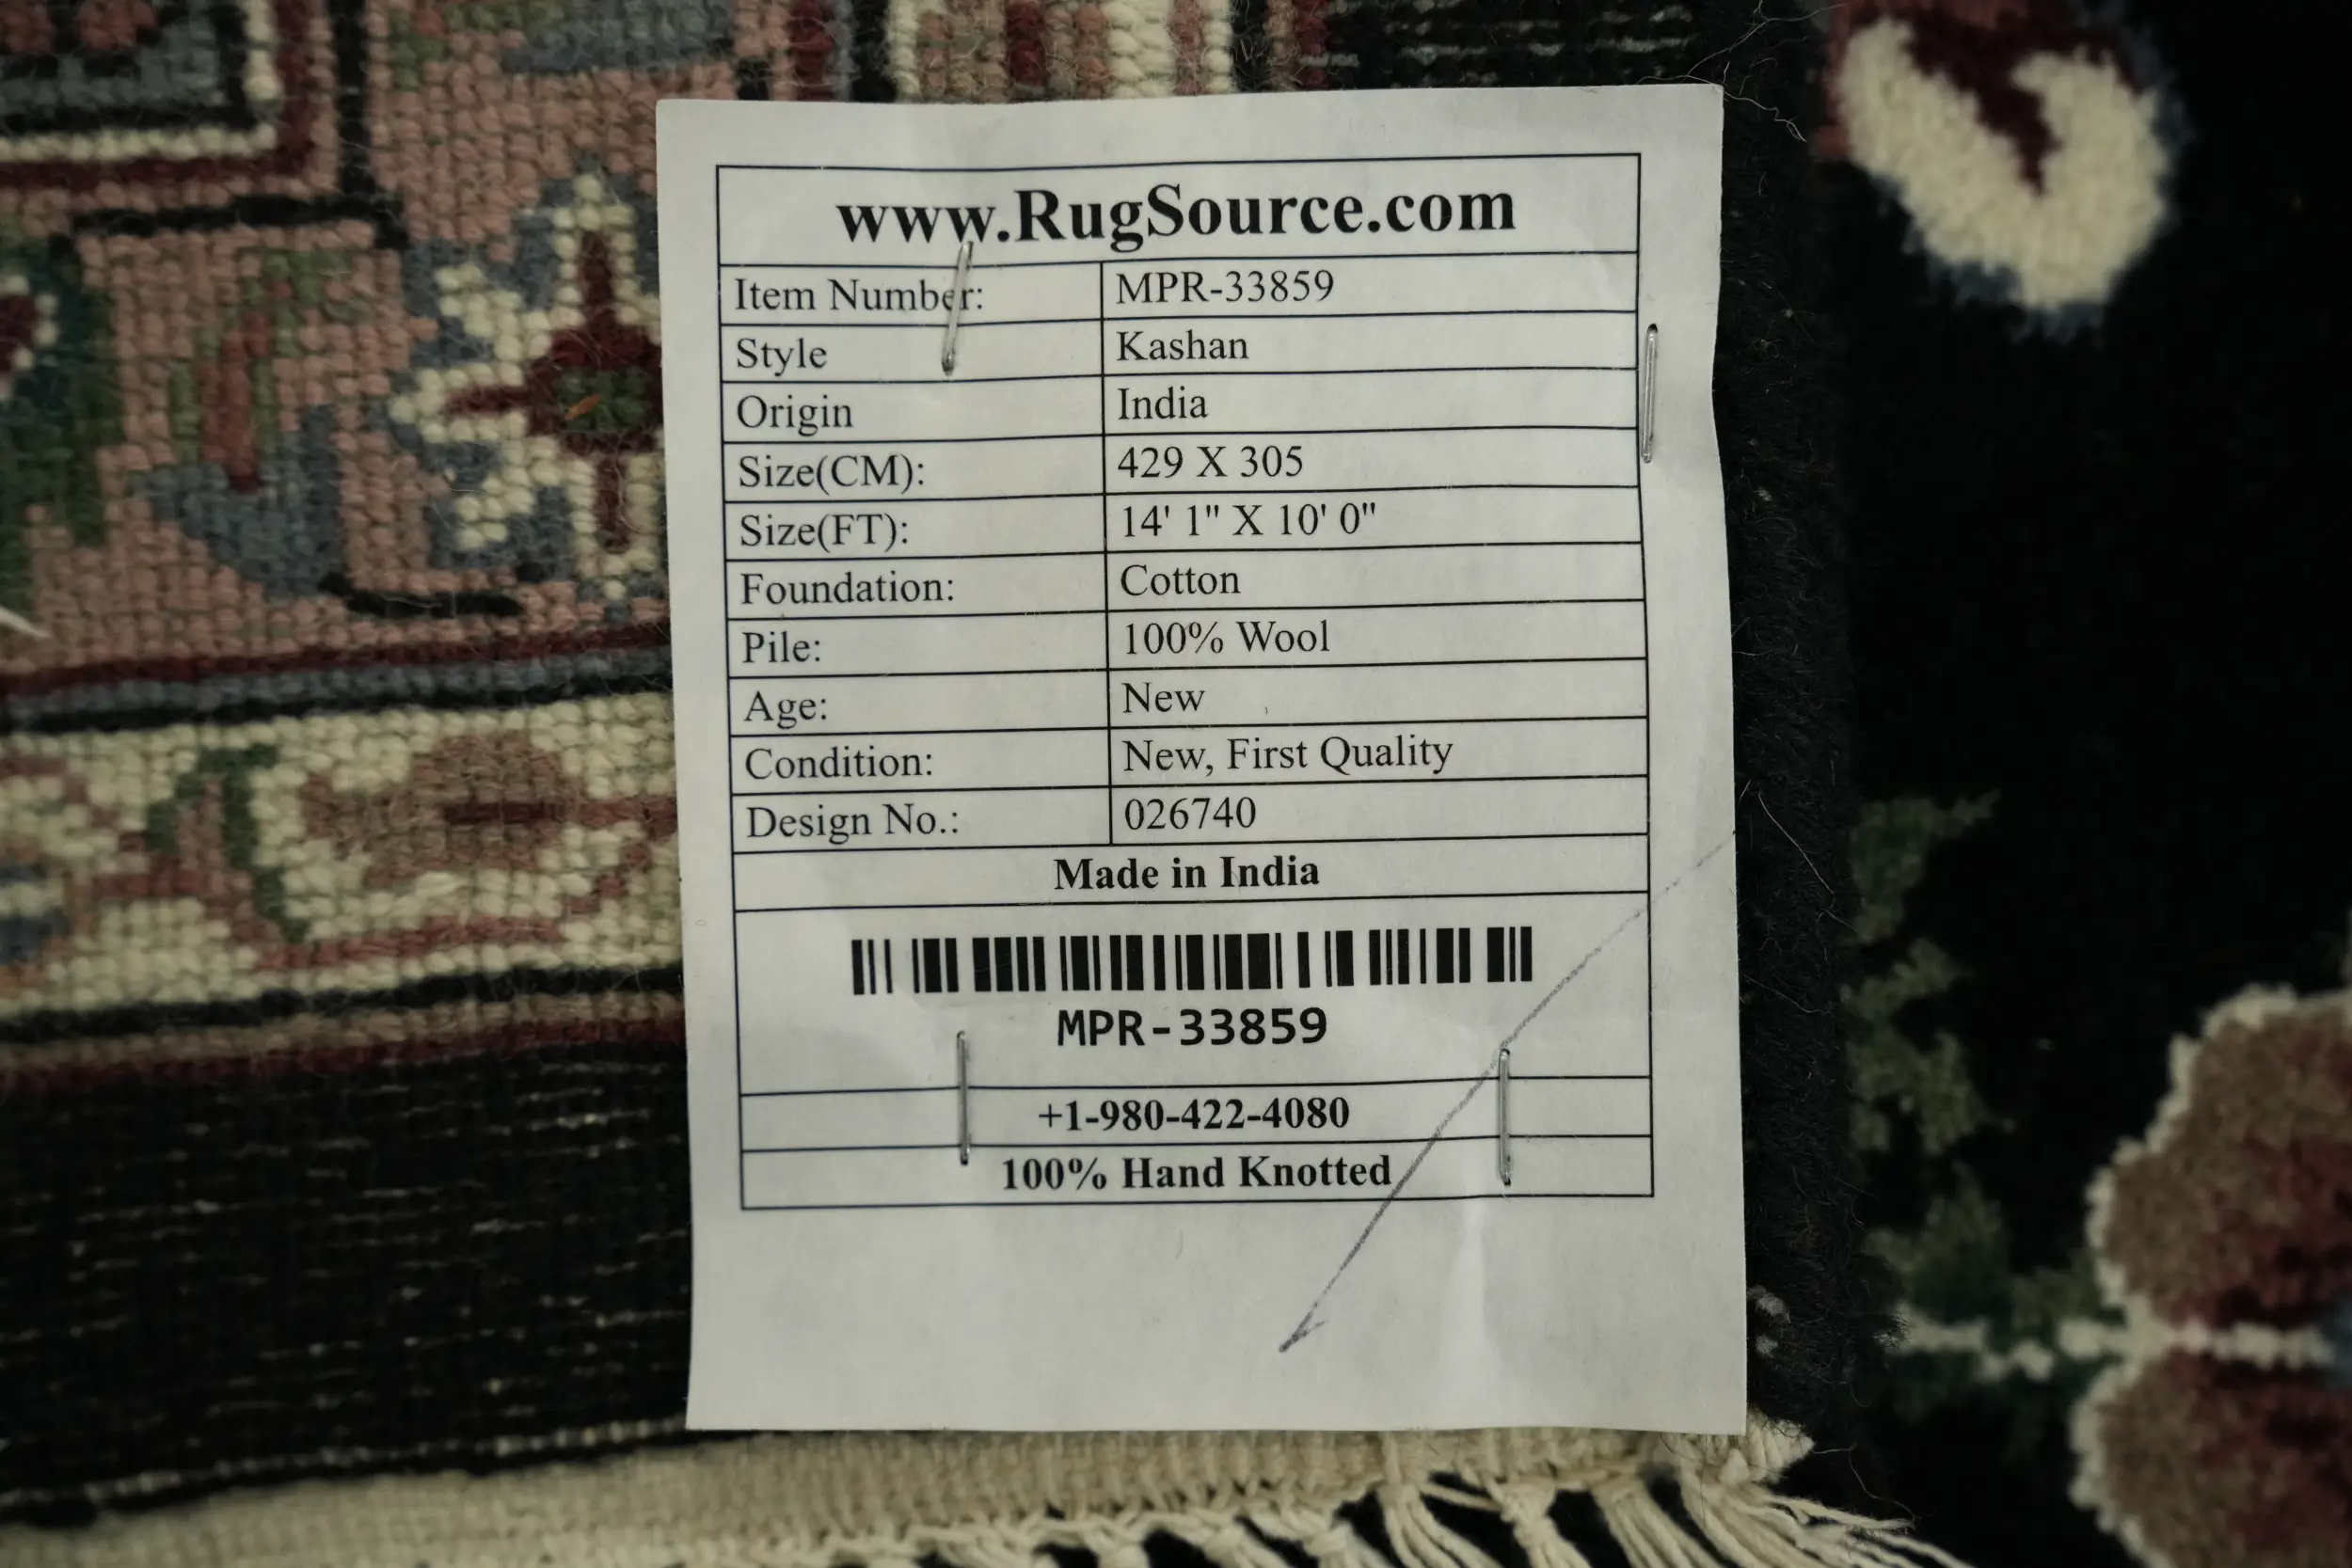 www.RugSource.com
Item Number: MPR-33859
Style Kashan
Origin India
Size(CM): 429 X 305
Size(FT): 14' 1" X 10' 0"
Foundation: Cotton
Pile: 100% Wool
Age: New
Condition: New, First Quality
Design No.: 026740
Made in India
MPR-33859
+1-980-422-4080
100% Hand Knotted